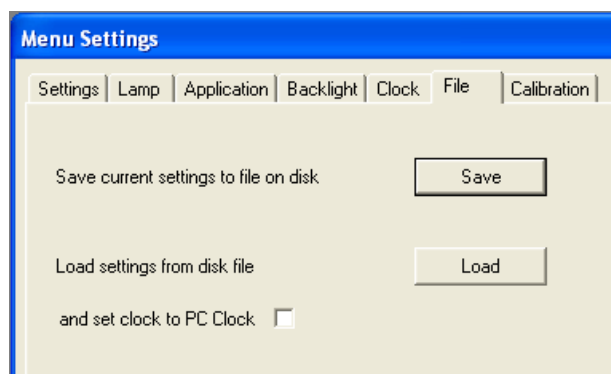 Menu Settings
Settings Lamp Application Backlight Clock File Calibration
Save current settings to file on disk Save
Load settings from disk file Load
and set clock to PC Clock